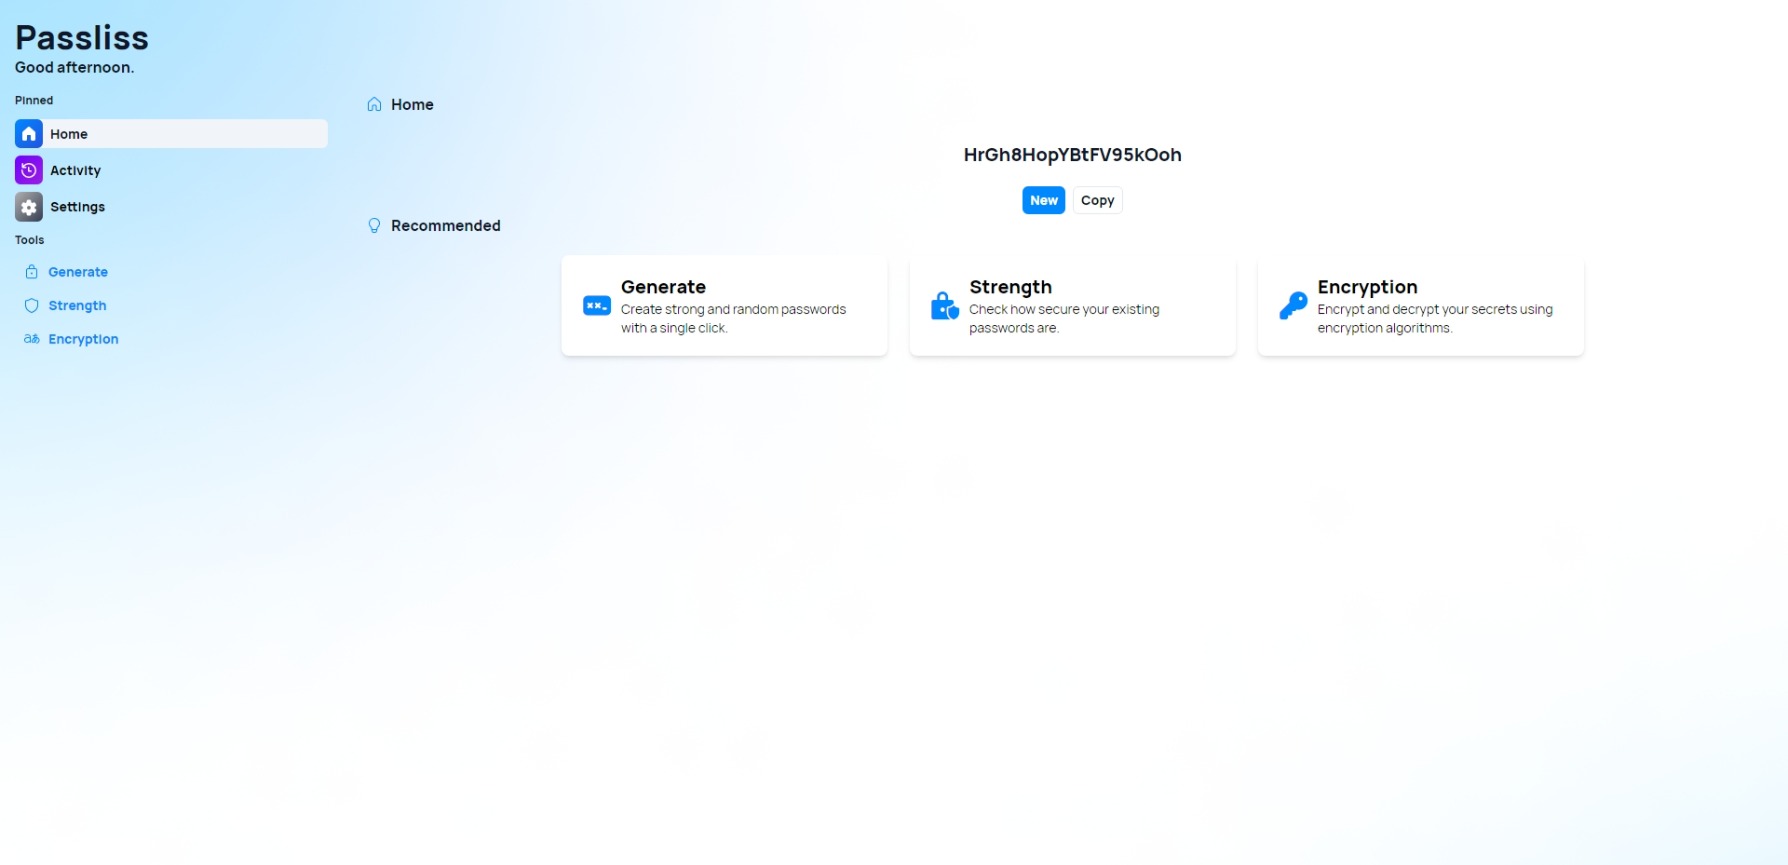 Passliss
Good afternoon.
Pinned
Home
Activity
Settings
Tools
Generate
Strength
Encryption
Home
HrGh8HopYBtFV95kOoh
New
Copy
Recommended
Generate
Create strong and random passwords
with a single click.
Strength
Check how secure your existing
passwords are.
Encryption
Encrypt and decrypt your secrets using
encryption algorithms.